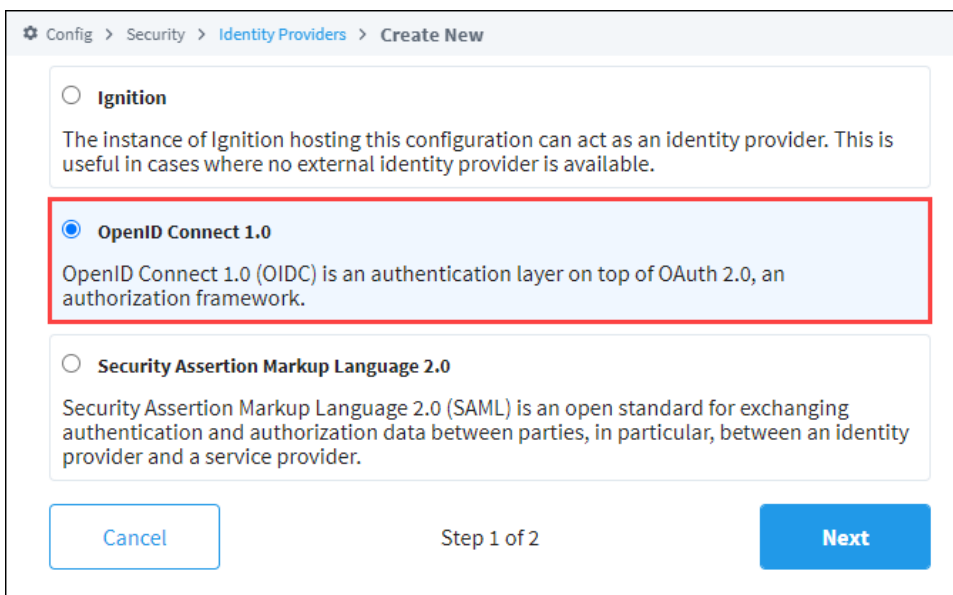 Config > Security > Identity Providers > Create New
Ignition
The instance of Ignition hosting this configuration can act as an identity provider. This is
useful in cases where no external identity provider is available.
OpenID Connect 1.0
OpenID Connect 1.0 (OIDC) is an authentication layer on top of OAuth 2.0, an
authorization framework.
Security Assertion Markup Language 2.0
Security Assertion Markup Language 2.0 (SAML) is an open standard for exchanging
authentication and authorization data between parties, in particular, between an identity
provider and a service provider.
Cancel Step 1 of 2 Next